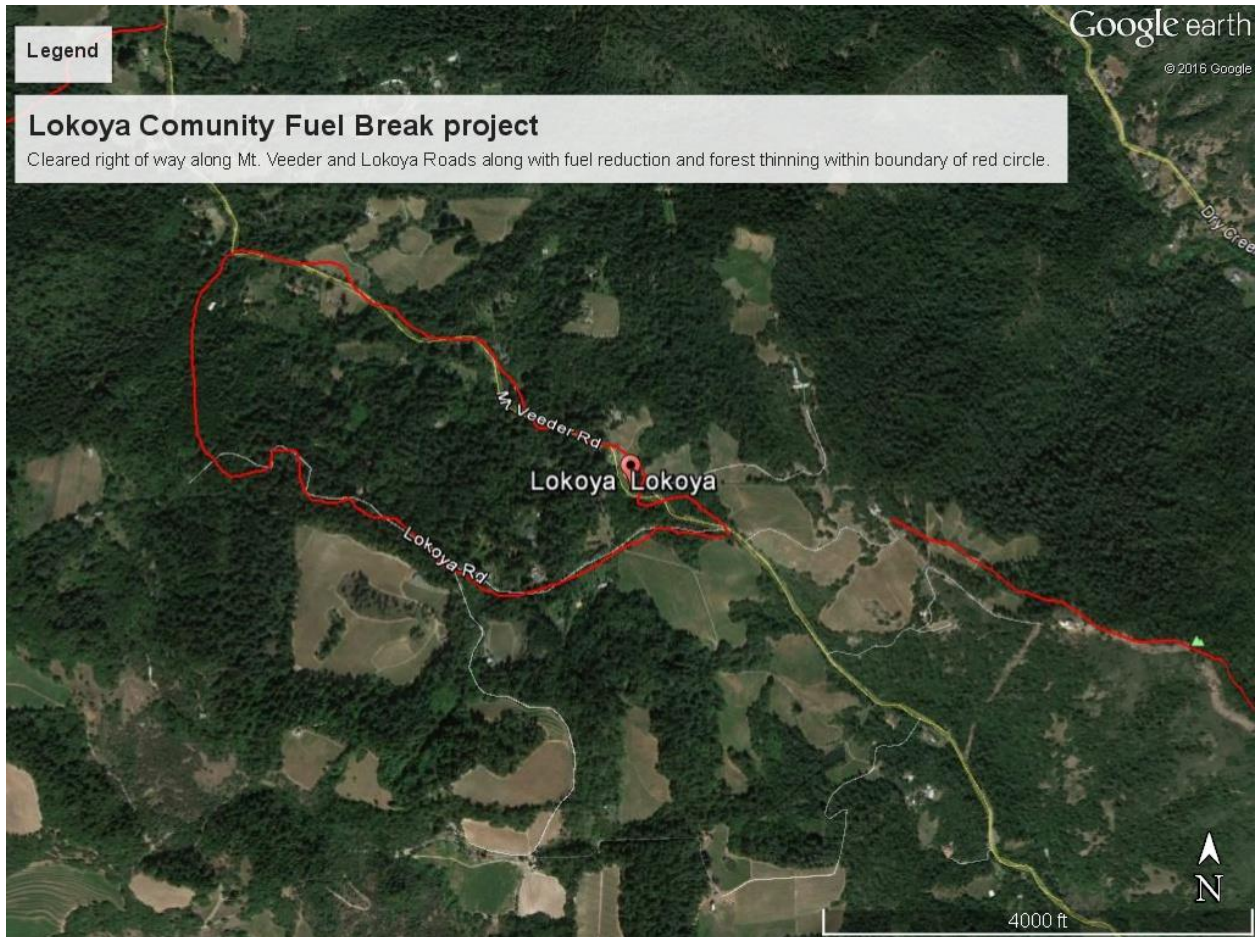 Google earth
© 2016 Google
Legend
Lokoya Comunity Fuel Break project
Cleared right of way along Mt. Veeder and Lokoya Roads along with fuel reduction and forest thinning within boundary of red circle.
Dry Cree
Mt Veeder Rd
Lokoya Lokoya
Lokoya Rd
N
4000 ft